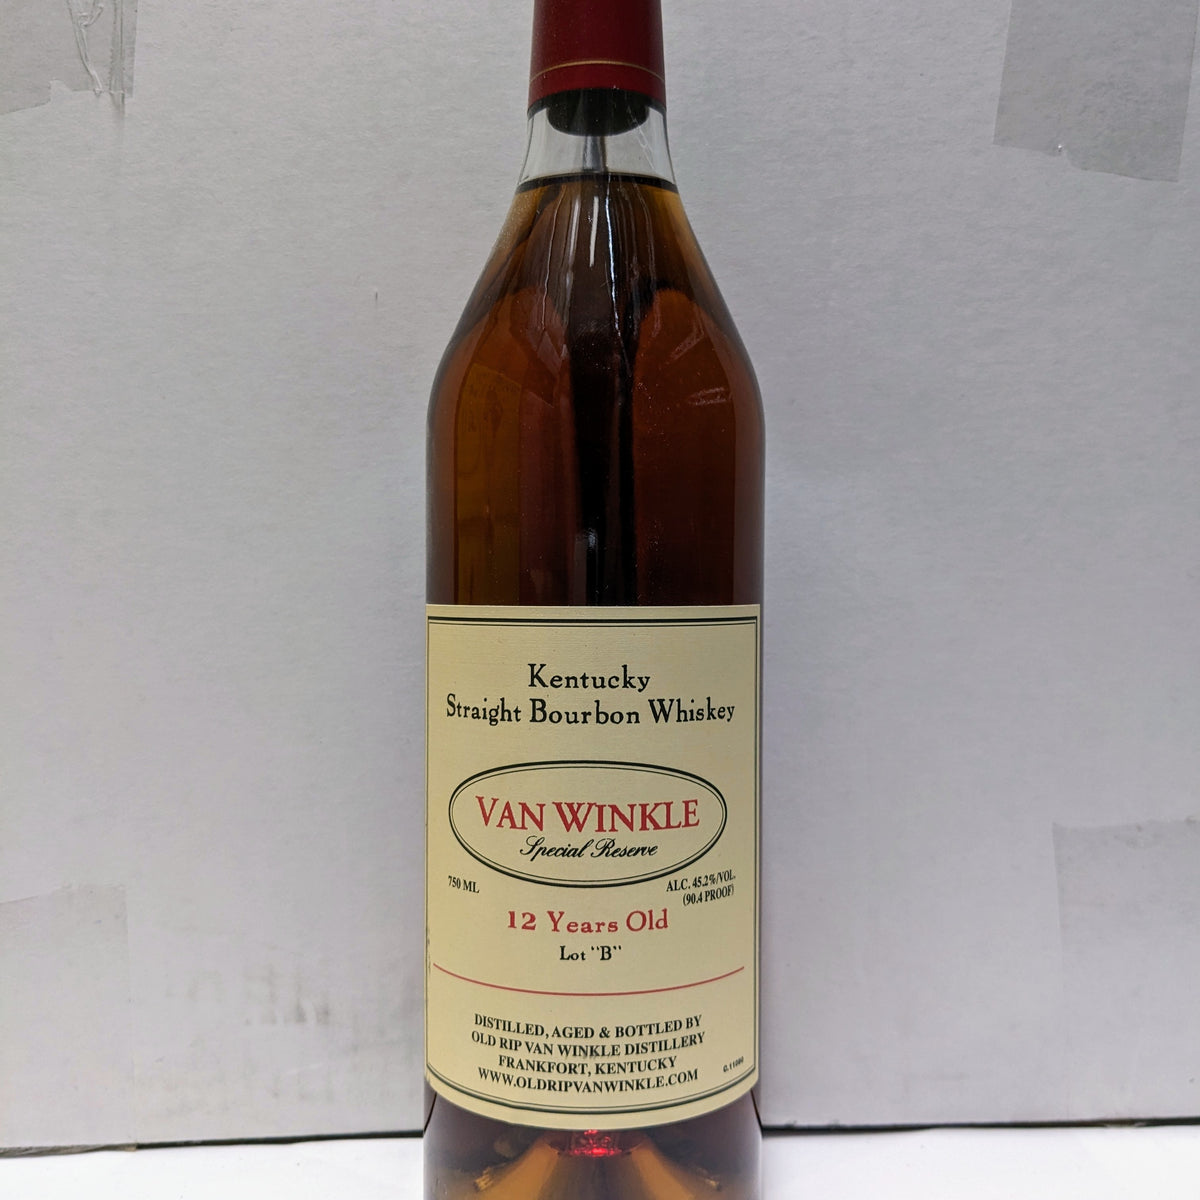 Kentucky
Straight Bourbon Whiskey
VAN WINKLE
Special Reserve
750 ML
ALC. 45.2%/VOL.
(90.4 PROOF)
12 Years Old
Lot "B"
DISTILLED, AGED & BOTTLED BY
OLD RIP VAN WINKLE DISTILLERY
FRANKFORT, KENTUCKY
WWW.OLDRIPVANWINKLE.COM